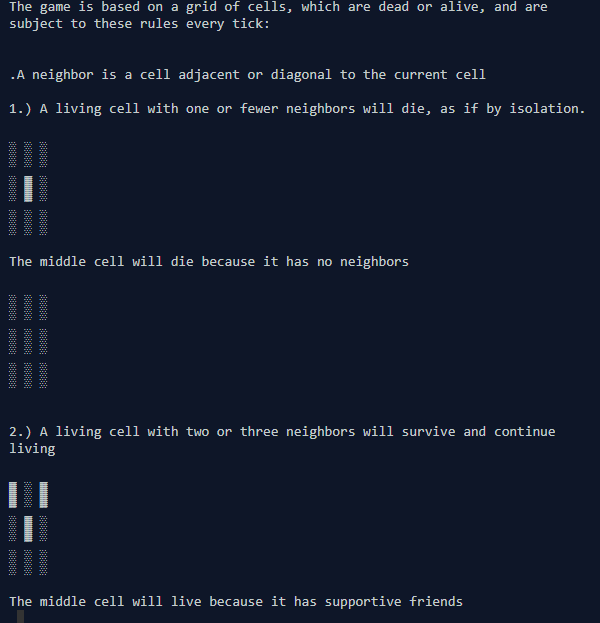 The game is based on a grid of cells, which are dead or alive, and are
subject to these rules every tick:
.A neighbor is a cell adjacent or diagonal to the current cell
1.) A living cell with one or fewer neighbors will die, as if by isolation.
░ ░ ░
░ ▓ ░
░ ░ ░
The middle cell will die because it has no neighbors
░ ░ ░
░ ░ ░
░ ░ ░
2.) A living cell with two or three neighbors will survive and continue
living
▓ ░ ▓
░ ▓ ░
░ ░ ░
The middle cell will live because it has supportive friends